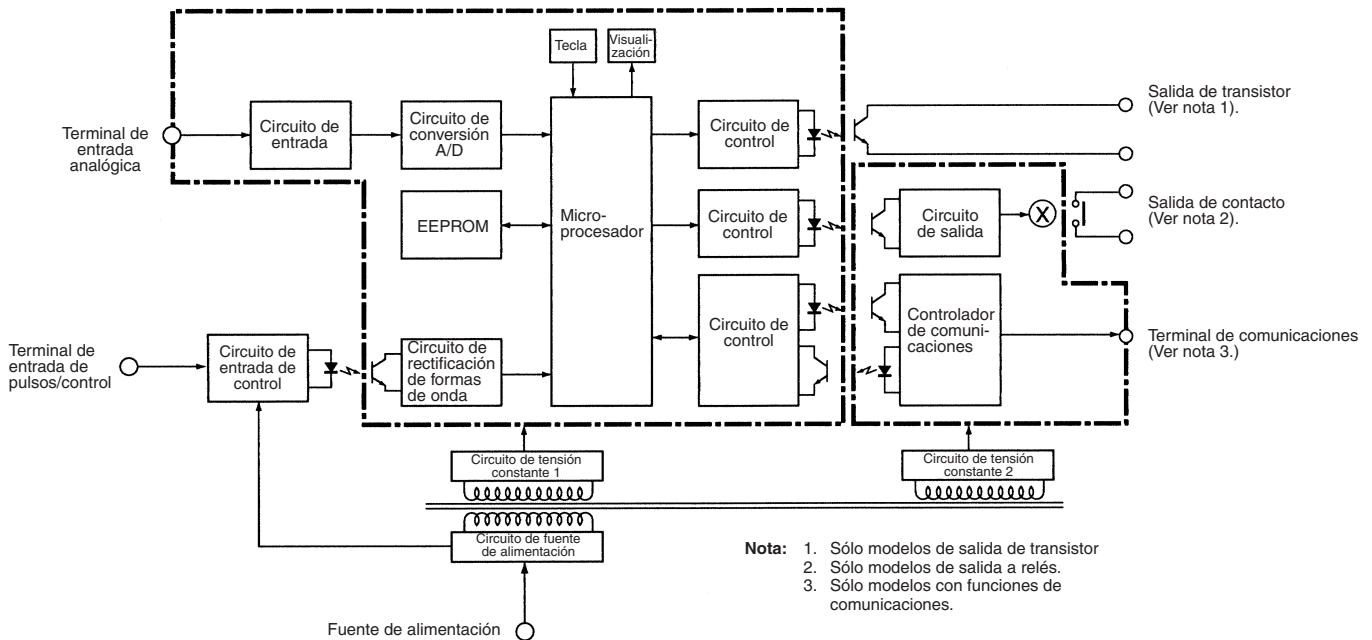 Tecla
Visuali-
zación
Terminal de
entrada
analógica
Circuito de
entrada
Circuito de
conversión
A/D
Micro-
procesador
Circuito de
control
Salida de transistor
(Ver nota 1).
EEPROM
Circuito de
control
Circuito
de salida
X
Salida de contacto
(Ver nota 2).
Terminal de
entrada de
pulsos/control
Circuito de
entrada de
control
Circuito de
rectificación
de formas
de onda
Circuito de
control
Controlador
de comuni-
caciones
Terminal de comunicaciones
(Ver nota 3.)
Circuito de tensión
constante 1
Circuito de tensión
constante 2
Circuito de fuente
de alimentación
Fuente de alimentación
Nota: 1. Sólo modelos de salida de transistor
2. Sólo modelos de salida a relés.
3. Sólo modelos con funciones de
comunicaciones.